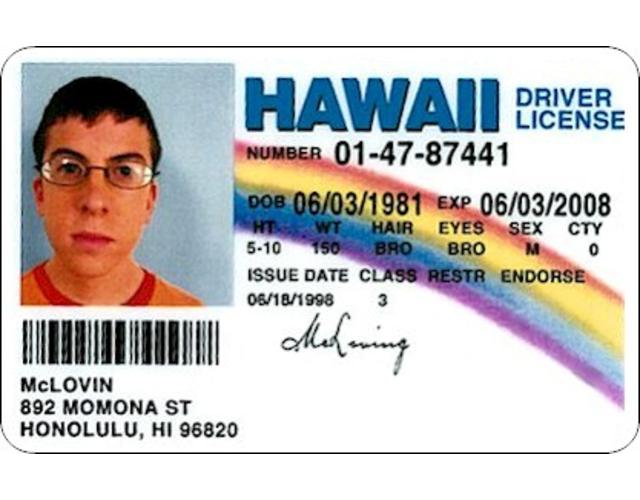 HAWAII DRIVER LICENSE
NUMBER 01-47-87441
DOB 06/03/1981 EXP 06/03/2008
HT WT HAIR EYES SEX CTY
5-10 150 BRO BRO M 0
ISSUE DATE CLASS RESTR ENDORSE
06/18/1998 3
McLOVIN
892 MOMONA ST
HONOLULU, HI 96820